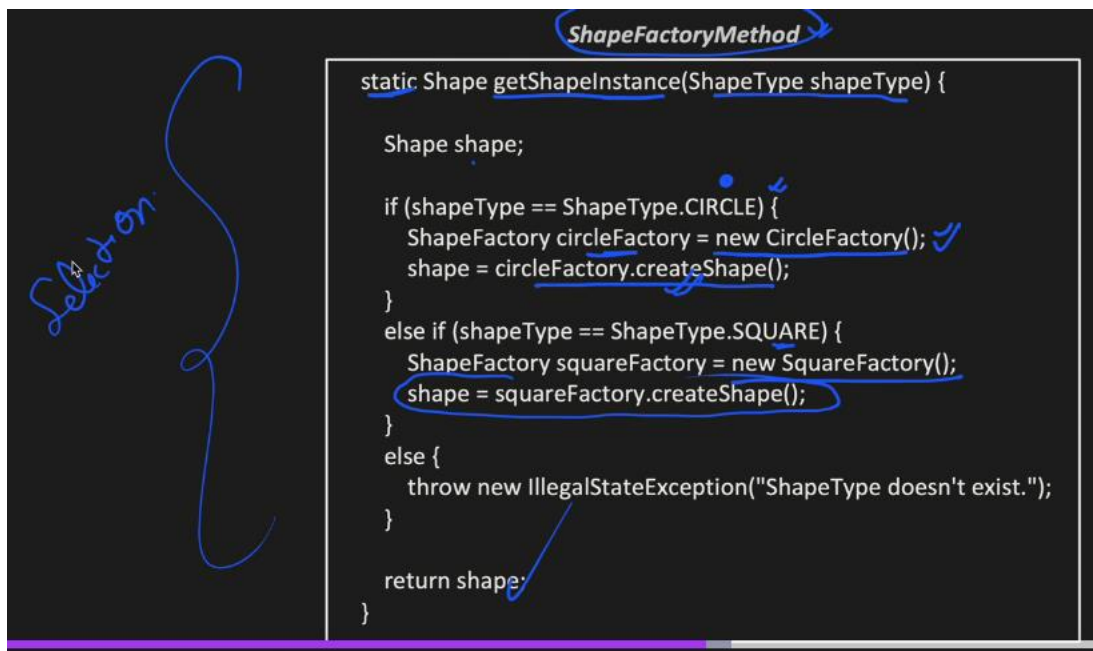 ShapeFactoryMethod
static Shape getShapeInstance(ShapeType shapeType) {
Shape shape;
if (shapeType == ShapeType.CIRCLE) {
ShapeFactory circleFactory = new CircleFactory();
shape = circleFactory.createShape();
}
else if (shapeType == ShapeType.SQUARE) {
ShapeFactory squareFactory = new SquareFactory();
shape = squareFactory.createShape();
}
else {
throw new IllegalStateException("ShapeType doesn't exist.");
}
return shape;
}
Selection